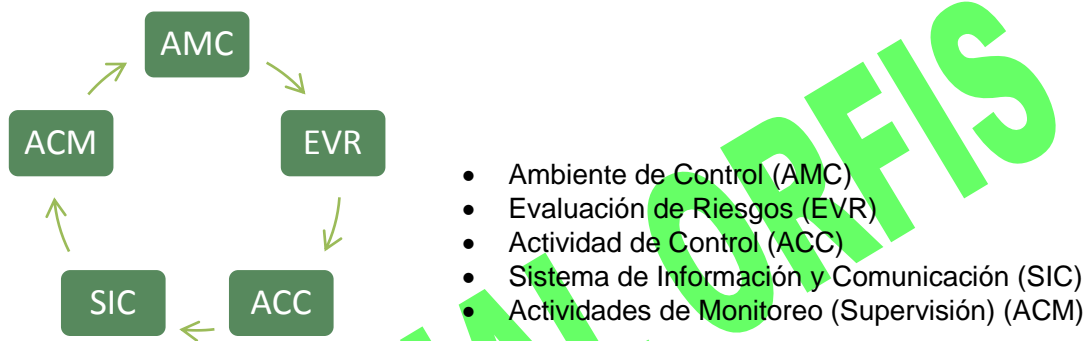 AMC
ACM
EVR
SIC
ACC
• Ambiente de Control (AMC)
• Evaluación de Riesgos (EVR)
• Actividad de Control (ACC)
• Sistema de Información y Comunicación (SIC)
• Actividades de Monitoreo (Supervisión) (ACM)
ORFIS